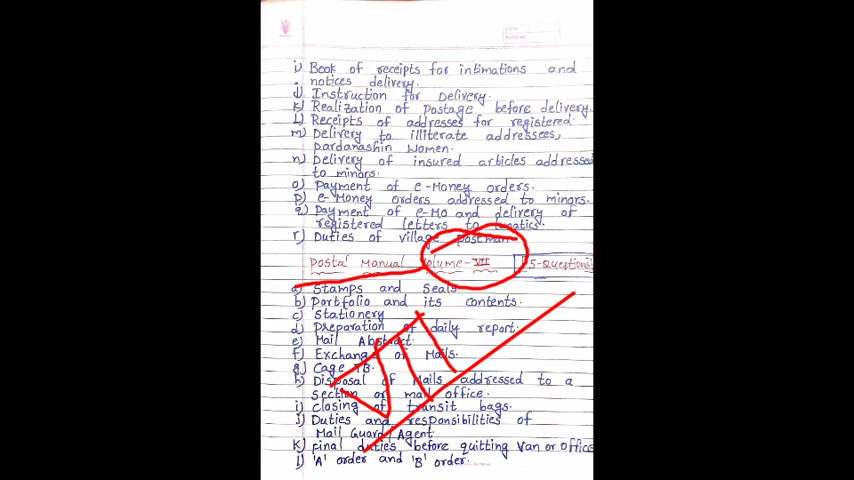 i) Book of receipts for intimations and
notices delivery.
J) Instruction for Delivery.
K) Realization of Postage before delivery.
L) Receipts of addresses for registered.
m) Delivery to illiterate addressees,
Pardanashin Women.
n) Delivery of insured articles addressed
to minors.
o) Payment of e-Money orders.
p) e-Money orders addressed to minors.
q) Payment of e-MO and delivery of
registered letters to lunatics.
r) Duties of village postman
Postal Manual Volume-VII 5-Questions
a) Stamps and Seals
b) Portfolio and its contents.
c) Stationery
d) Preparation of daily report.
e) Mail Abstract.
f) Exchange of Mails.
g) Cage TB.
h) Disposal of Mails addressed to a
section or mail office.
i) Closing of transit bags.
j) Duties and responsibilities of
Mail Guard/Agent
K) Final duties before quitting Van or office
l) 'A' order and 'B' order.